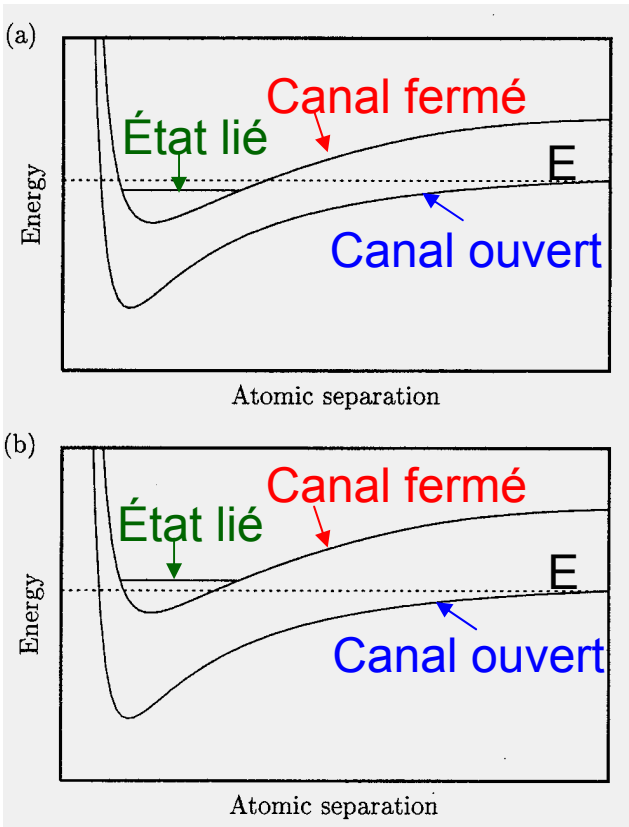 (a)
Canal fermé
État lié
E
Canal ouvert
Energy
Atomic separation
(b)
Canal fermé
État lié
E
Canal ouvert
Energy
Atomic separation